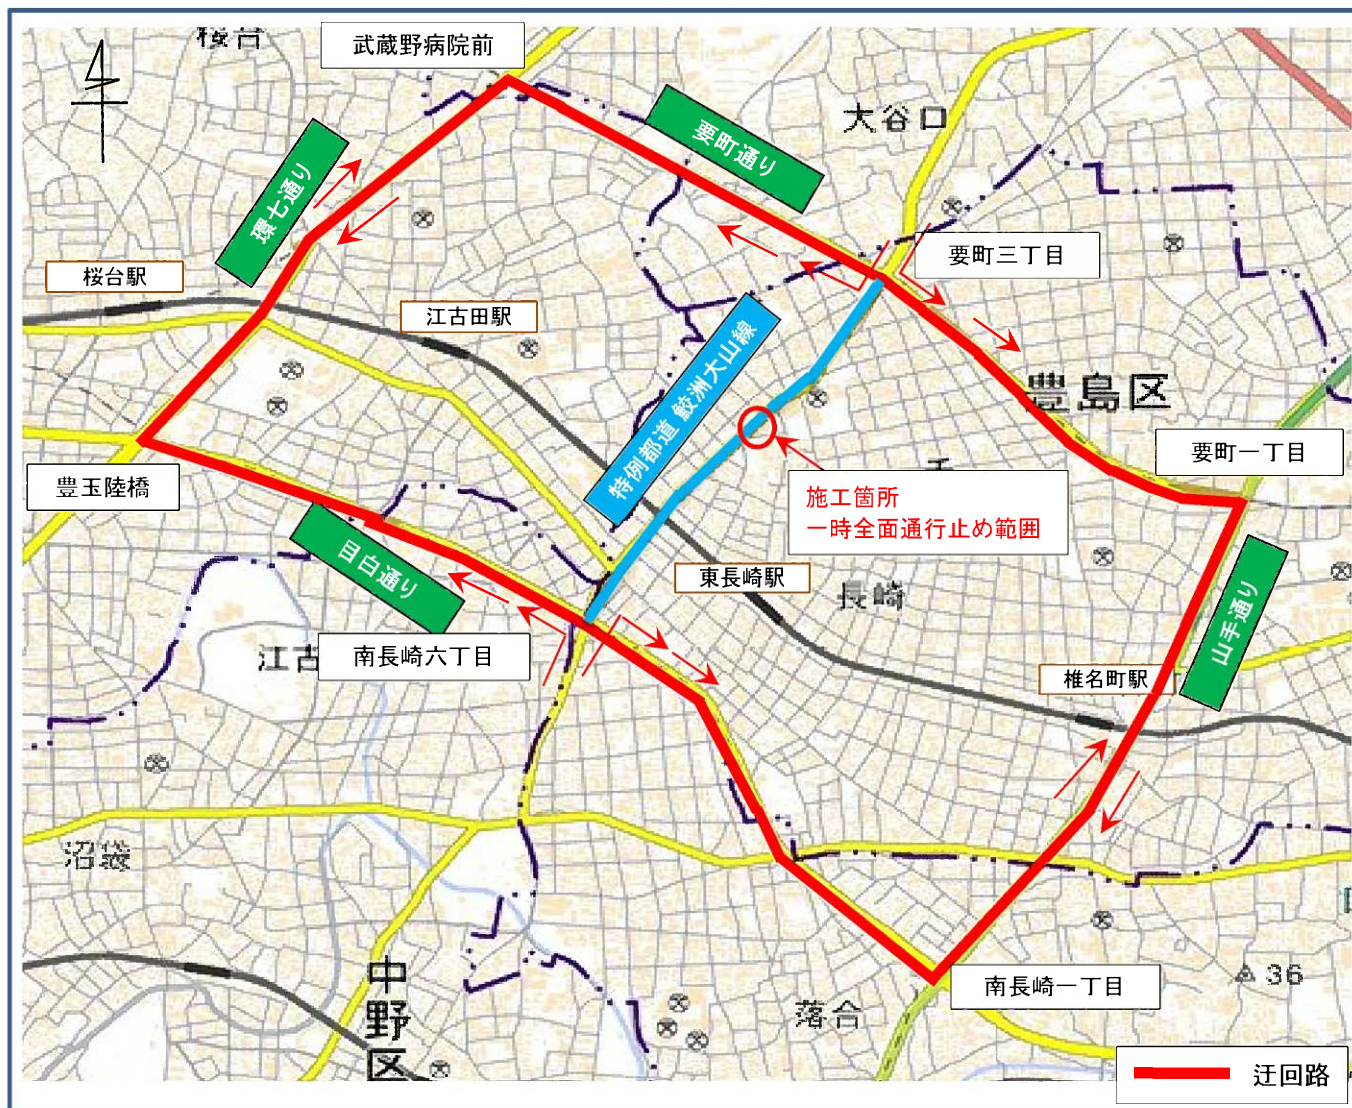 桜台
武蔵野病院前
大谷口
要町通り
環七通り
要町三丁目
桜台駅
江古田駅
特例都道 鮫洲大山線
豊島区
要町一丁目
豊玉陸橋
施工箇所
一時全面通行止め範囲
千
目白通り
東長崎駅
長崎
山手通り
江古
南長崎六丁目
椎名町駅
沼袋
中野区
落合
南長崎一丁目
36
迂回路